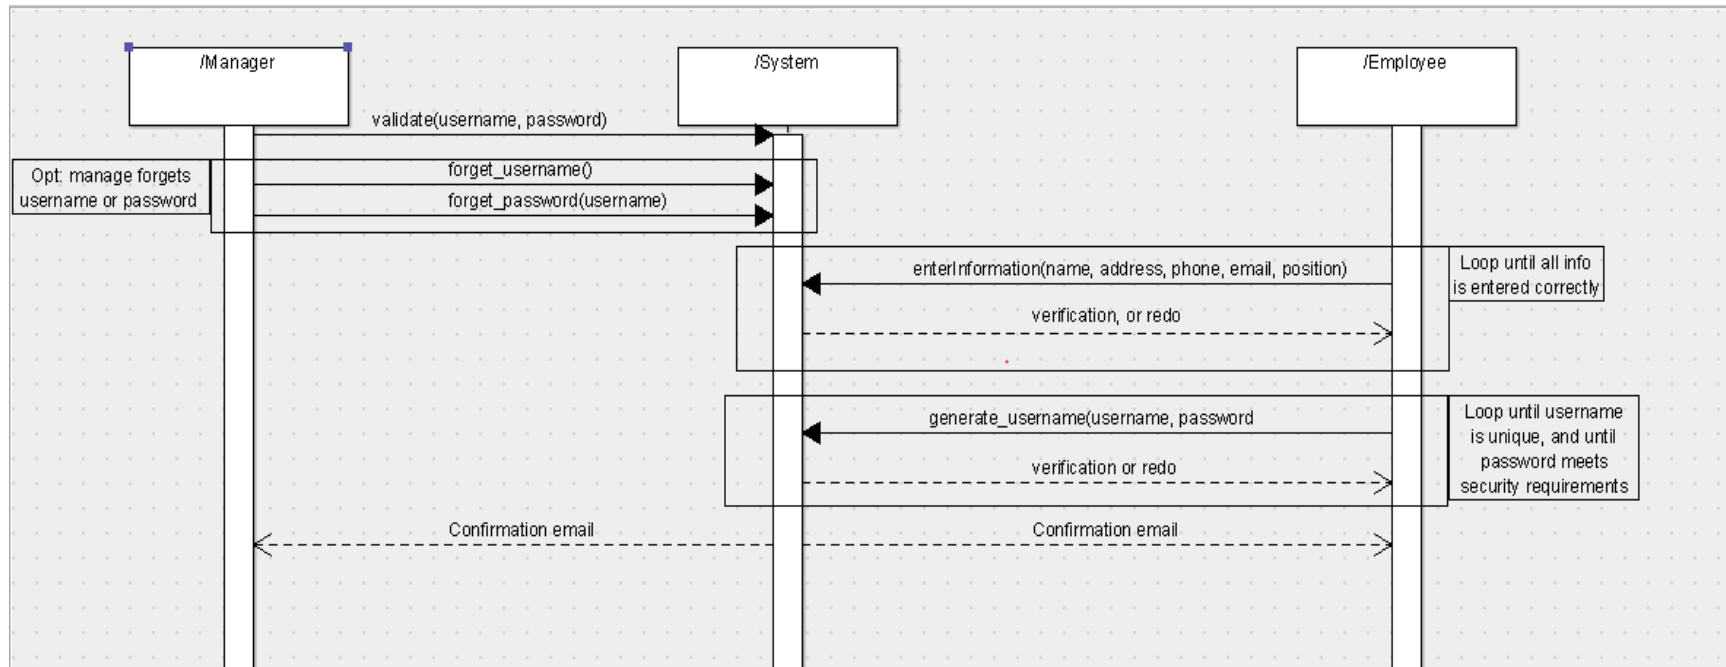 /Manager
/System
/Employee
validate(username, password)
Opt: manage forgets
username or password
forget_username()
forget_password(username)
enterInformation(name, address, phone, email, position)
Loop until all info
is entered correctly
verification, or redo
generate_username(username, password
Loop until username
is unique, and until
password meets
security requirements
verification or redo
Confirmation email
Confirmation email